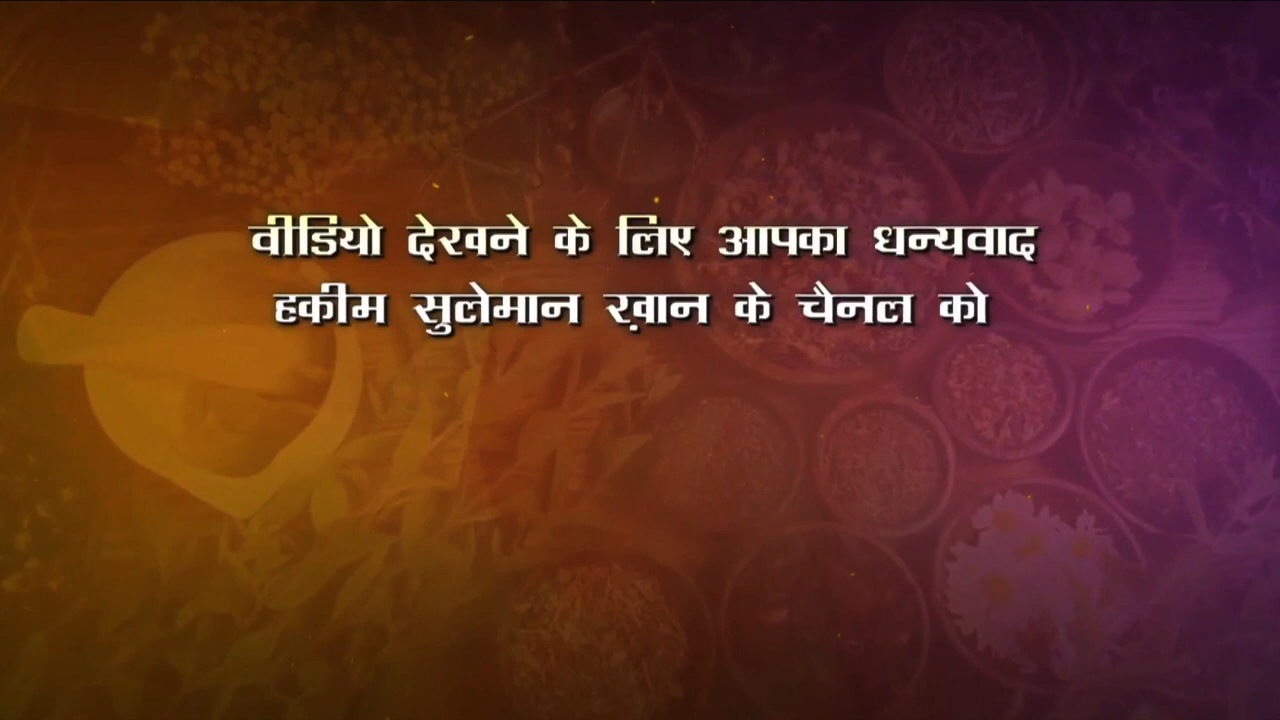 वीडियो देखने के लिए आपका धन्यवाद
हकीम सुलेमान ख़ान के चैनल को